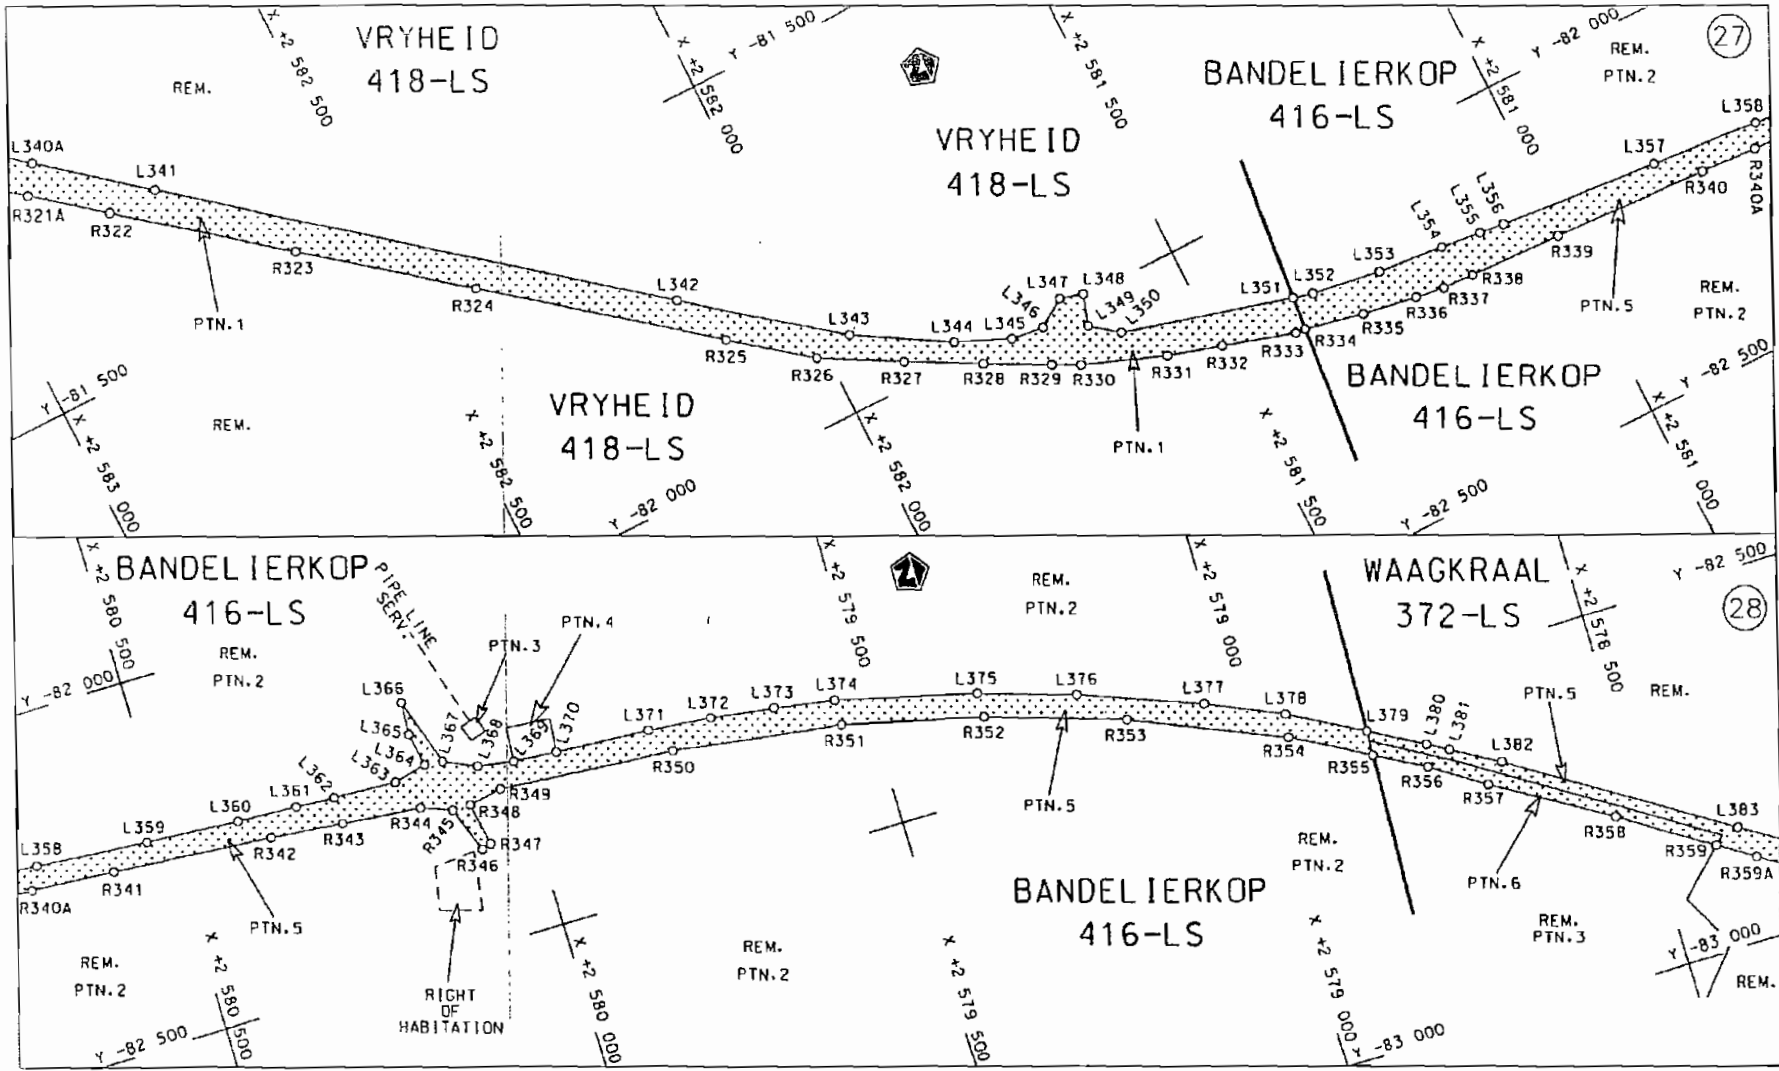 VRYHEID
418-LS
REM.
X +2 582 500
X +2 582 000
Y -81 500
X +2 581 500
VRYHEID
418-LS
BANDELIERKOP
416-LS
X +2 581 000
Y -82 000
REM.
PTN.2
27
L340A
L341
L342
L343
L344
L345
L346
L347
L348
L349
L350
L351
L352
L353
L354
L355
L356
L357
L358
R321A
R322
R323
R324
R325
R326
R327
R328
R329
R330
R331
R332
R333
R334
R335
R336
R337
R338
R339
R340
R340A
PTN.1
PTN.1
PTN.5
REM.
PTN.2
Y -81 500
X +2 583 000
REM.
X +2 582 500
VRYHEID
418-LS
Y -82 000
X +2 582 000
X +2 581 500
BANDELIERKOP
416-LS
Y -82 500
X +2 581 000
Y -82 500
X +2 580 500
BANDELIERKOP
416-LS
PIPE LINE
SERV.
REM.
PTN.2
Y -82 000
PTN.3
PTN.4
X +2 579 500
REM.
PTN.2
X +2 579 000
WAAGKRAAL
372-LS
X +2 578 500
Y -82 500
28
REM.
PTN.5
L358
L359
L360
L361
L362
L363
L364
L365
L366
L367
L368
L369
L370
L371
L372
L373
L374
L375
L376
L377
L378
L379
L380
L381
L382
L383
R340A
R341
R342
R343
R344
R345
R346
R347
R348
R349
R350
R351
R352
R353
R354
R355
R356
R357
R358
R359
R359A
PTN.5
PTN.5
PTN.6
REM.
PTN.2
REM.
PTN.2
Y -82 500
X +2 580 500
RIGHT
OF
HABITATION
X +2 580 000
REM.
PTN.2
X +2 579 500
BANDELIERKOP
416-LS
X +2 579 000
Y -83 000
REM.
PTN.3
Y -83 000
REM.